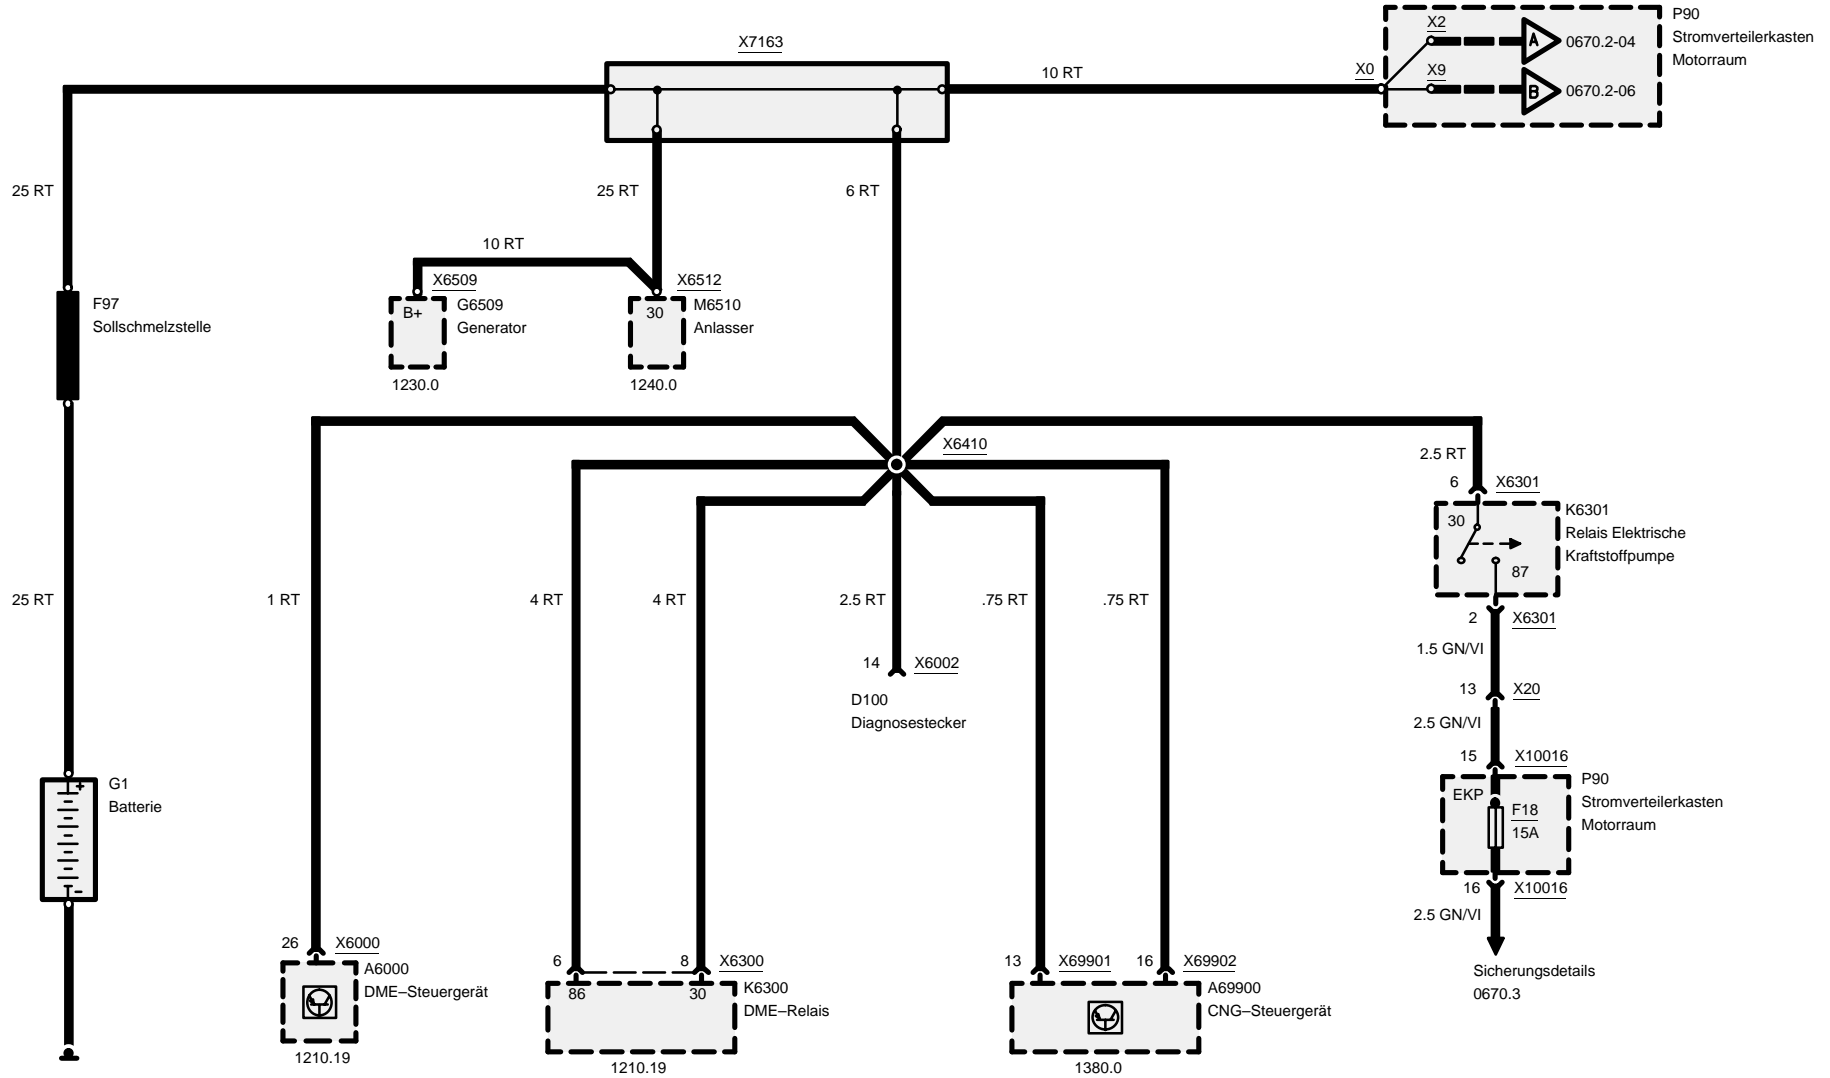 X7163
10 RT
X0
X2
A
0670.2-04
X9
B
0670.2-06
P90
Stromverteilerkasten
Motorraum
25 RT
25 RT
6 RT
10 RT
F97
Sollschmelzstelle
X6509
B+
G6509
Generator
1230.0
X6512
30
M6510
Anlasser
1240.0
X6410
2.5 RT
6
X6301
30
87
K6301
Relais Elektrische
Kraftstoffpumpe
2
X6301
25 RT
1 RT
4 RT
4 RT
2.5 RT
.75 RT
.75 RT
1.5 GN/VI
14
X6002
D100
Diagnosestecker
13
X20
2.5 GN/VI
15
X10016
EKP
F18
15A
P90
Stromverteilerkasten
Motorraum
16
X10016
2.5 GN/VI
Sicherungsdetails
0670.3
+
G1
Batterie
-
26
X6000
A6000
DME–Steuergerät
1210.19
6
8
X6300
86
30
K6300
DME–Relais
1210.19
13
X69901
16
X69902
A69900
CNG–Steuergerät
1380.0